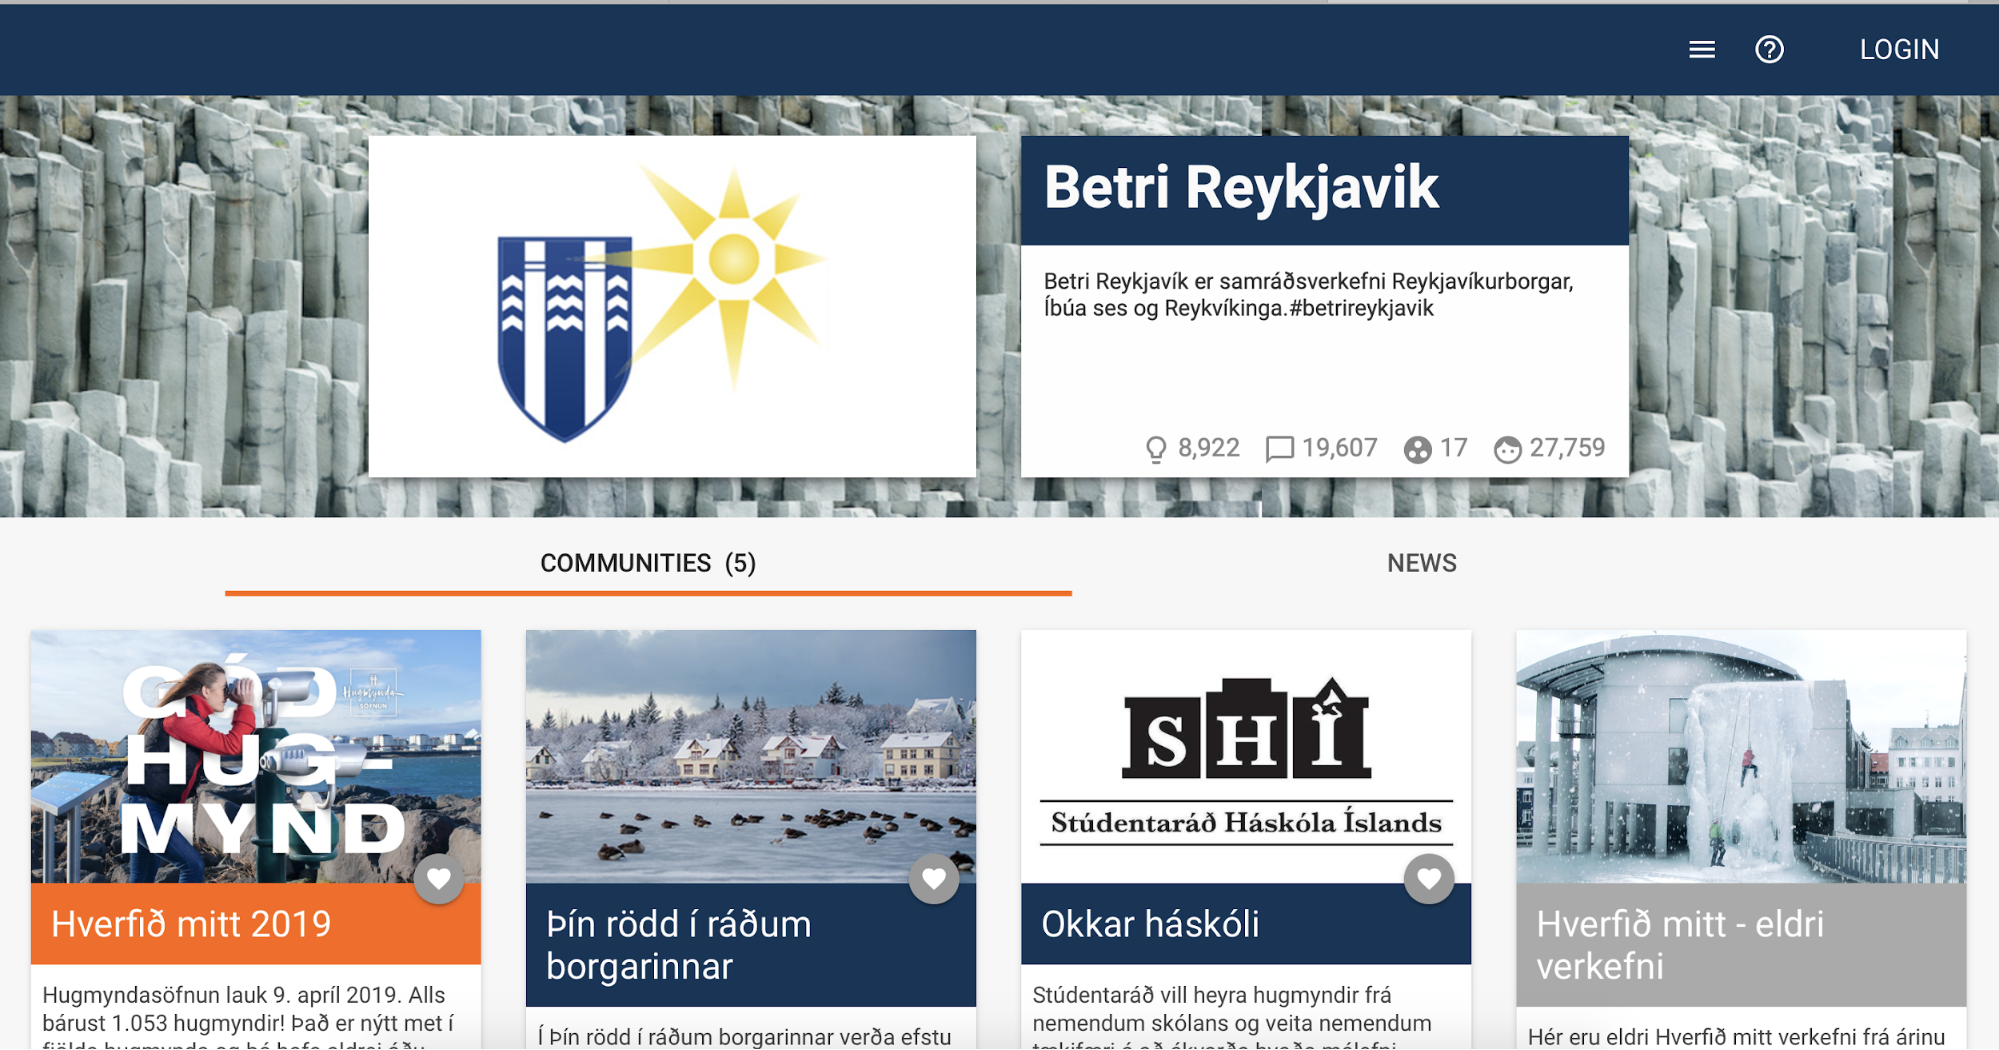 LOGIN
Betri Reykjavik
Betri Reykjavík er samráðsverkefni Reykjavíkurborgar,
Íbúa ses og Reykvíkinga.#betrireykjavik
8,922 19,607 17 27,759
COMMUNITIES (5)
NEWS
GÓÐ
HUG-
MYND
Hugmynda
SÖFNUN
Hverfið mitt 2019
Hugmyndasöfnun lauk 9. apríl 2019. Alls
bárust 1.053 hugmyndir! Það er nýtt met í
Þín rödd í ráðum
borgarinnar
Í Þín rödd í ráðum borgarinnar verða efstu
SHÍ
Stúdentaráð Háskóla Íslands
Okkar háskóli
Stúdentaráð vill heyra hugmyndir frá
nemendum skólans og veita nemendum
Hverfið mitt - eldri
verkefni
Hér eru eldri Hverfið mitt verkefni frá árinu